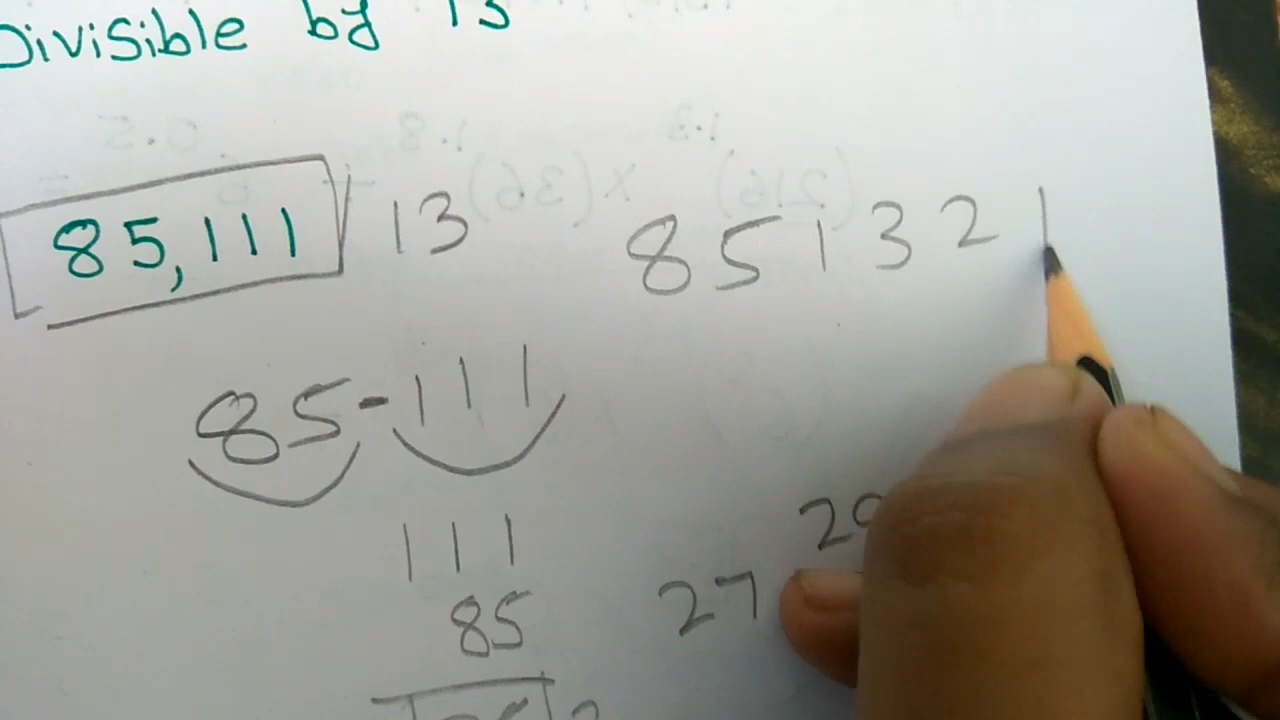 Divisible by 13
85,111 / 13
851321
85-111
111
85
27